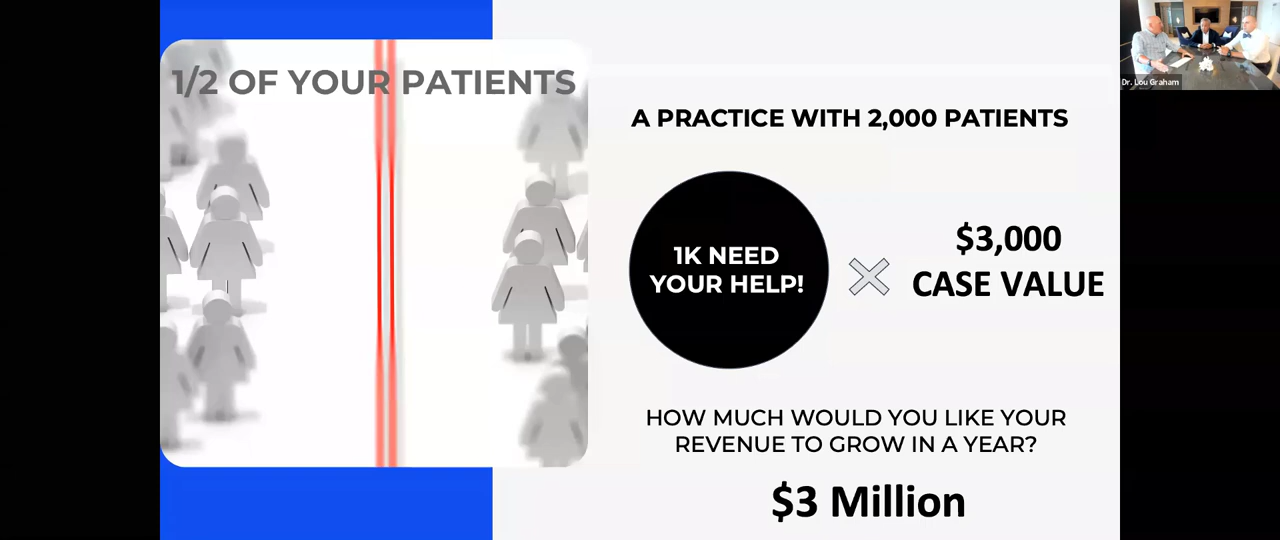 1/2 OF YOUR PATIENTS
A PRACTICE WITH 2,000 PATIENTS
1K NEED
YOUR HELP!
$3,000
CASE VALUE
HOW MUCH WOULD YOU LIKE YOUR
REVENUE TO GROW IN A YEAR?
$3 Million
Dr. Lou Graham